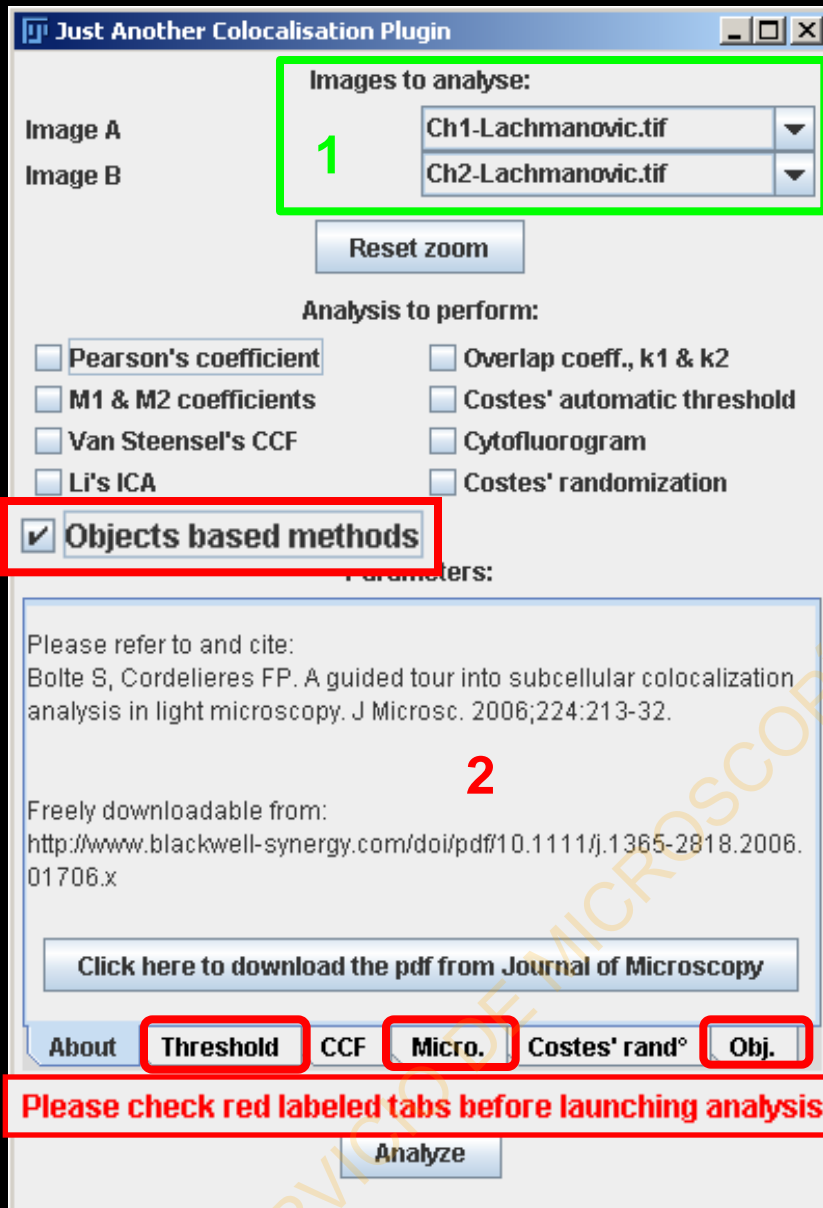 Just Another Colocalisation Plugin
Images to analyse:
Image A
1
Ch1-Lachmanovic.tif
Image B
Ch2-Lachmanovic.tif
Reset zoom
Analysis to perform:
Pearson's coefficient
Overlap coeff., k1 & k2
M1 & M2 coefficients
Costes' automatic threshold
Van Steensel's CCF
Cytofluorogram
Li's ICA
Costes' randomization
Objects based methods
Parameters:
Please refer to and cite:
Bolte S, Cordelieres FP. A guided tour into subcellular colocalization
analysis in light microscopy. J Microsc. 2006;224:213-32.
2
Freely downloadable from:
http://www.blackwell-synergy.com/doi/pdf/10.1111/j.1365-2818.2006.
01706.x
Click here to download the pdf from Journal of Microscopy
About Threshold CCF Micro. Costes' rand° Obj.
Please check red labeled tabs before launching analysis
Analyze